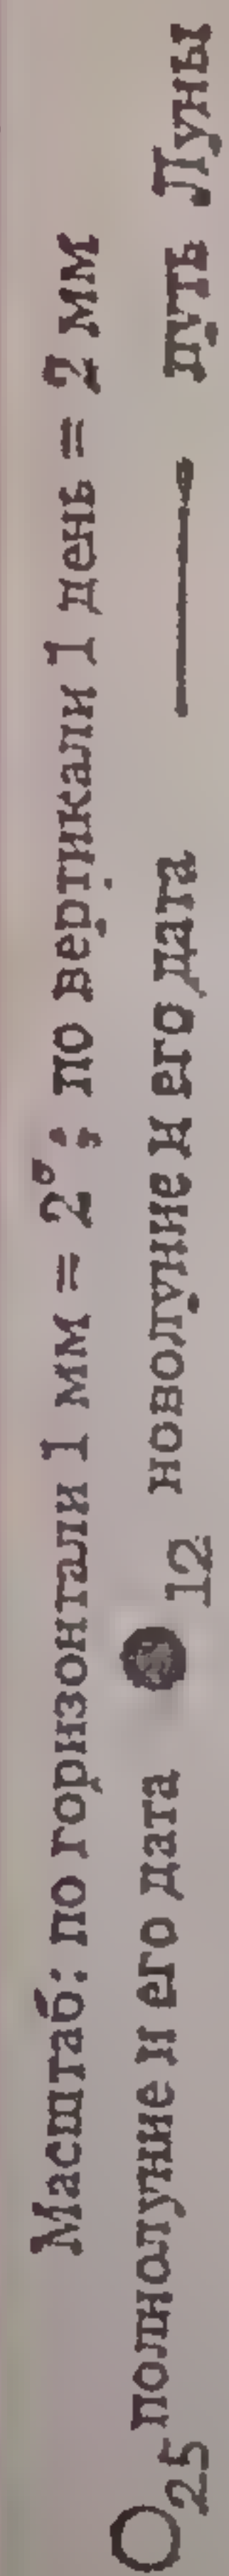 Масштаб: по горизонтали 1 мм = 2°; по вертикали 1 день = 2 мм
25 полнолуние и его дата 12 новолуние и его дата путь Луны